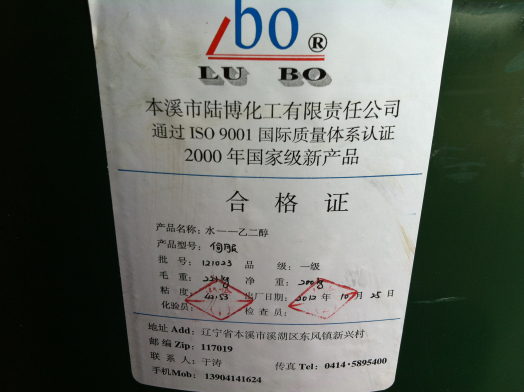 bo ®
LU BO
本溪市陆博化工有限责任公司
通过 ISO 9001 国际质量体系认证
2000 年国家级新产品
合格证
产品名称: 水——乙二醇
产品型号: 伺服
批 号: 121023 品 级: 一级
毛 重: 净 重: 200kg
粘 度: 42.53 出厂日期: 2012 年 10 月 25 日
化验员: 检 查 员:
地址 Add: 辽宁省本溪市溪湖区东风镇新兴村
邮编 Zip: 117019
联 系 人: 于涛 传真 Tel: 0414-5895400
手机Mob: 13904141624